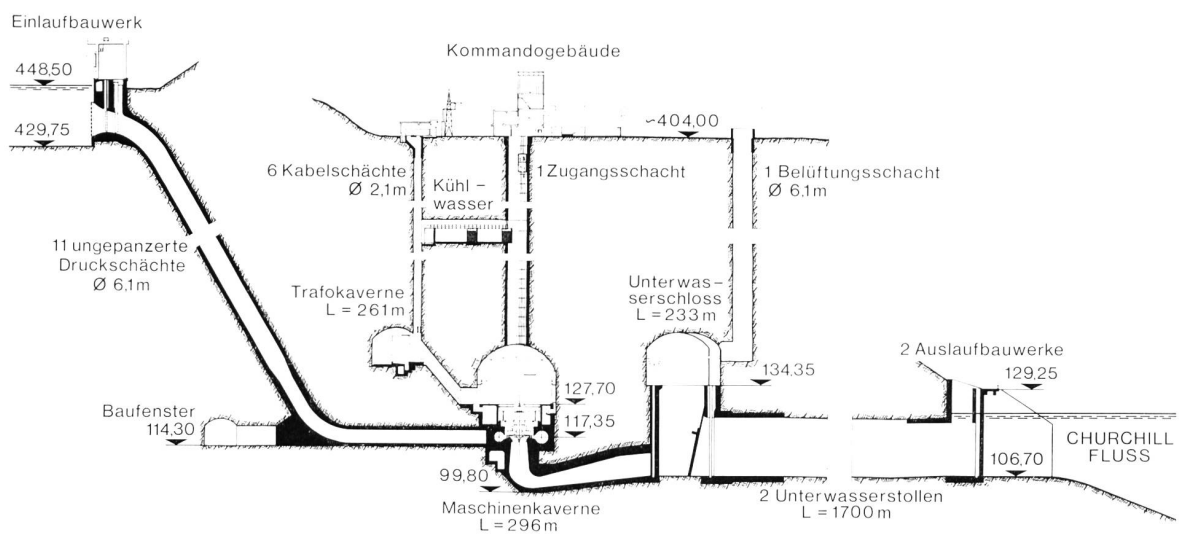 Einlaufbauwerk
448,50
429,75
Kommandogebäude
~404,00
6 Kabelschächte
Ø 2,1m
Kühl-
wasser
1 Zugangsschacht
1 Belüftungsschacht
Ø 6,1m
11 ungepanzerte
Druckschächte
Ø 6,1m
Trafokaverne
L = 261m
Unterwas-
serschloss
L = 233m
2 Auslaufbauwerke
129,25
134,35
127,70
117,35
Baufenster
114,30
99,80
Maschinenkaverne
L = 296m
106,70
CHURCHILL
FLUSS
2 Unterwasserstollen
L = 1700m